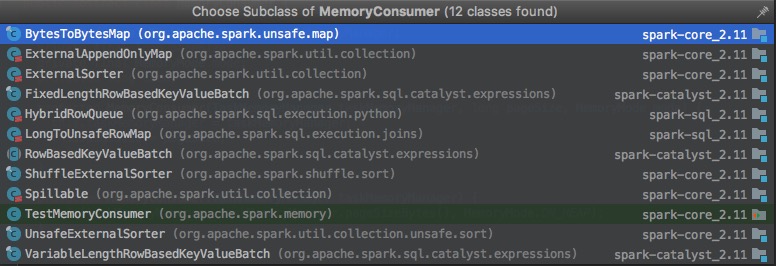 Choose Subclass of MemoryConsumer (12 classes found)
BytesToBytesMap (org.apache.spark.unsafe.map) spark-core_2.11
ExternalAppendOnlyMap (org.apache.spark.util.collection) spark-core_2.11
ExternalSorter (org.apache.spark.util.collection) spark-core_2.11
FixedLengthRowBasedKeyValueBatch (org.apache.spark.sql.catalyst.expressions) spark-catalyst_2.11
HybridRowQueue (org.apache.spark.sql.execution.python) spark-sql_2.11
LongToUnsafeRowMap (org.apache.spark.sql.execution.joins) spark-sql_2.11
RowBasedKeyValueBatch (org.apache.spark.sql.catalyst.expressions) spark-catalyst_2.11
ShuffleExternalSorter (org.apache.spark.shuffle.sort) spark-core_2.11
Spillable (org.apache.spark.util.collection) spark-core_2.11
TestMemoryConsumer (org.apache.spark.memory) spark-core_2.11
UnsafeExternalSorter (org.apache.spark.util.collection.unsafe.sort) spark-core_2.11
VariableLengthRowBasedKeyValueBatch (org.apache.spark.sql.catalyst.expressions) spark-catalyst_2.11